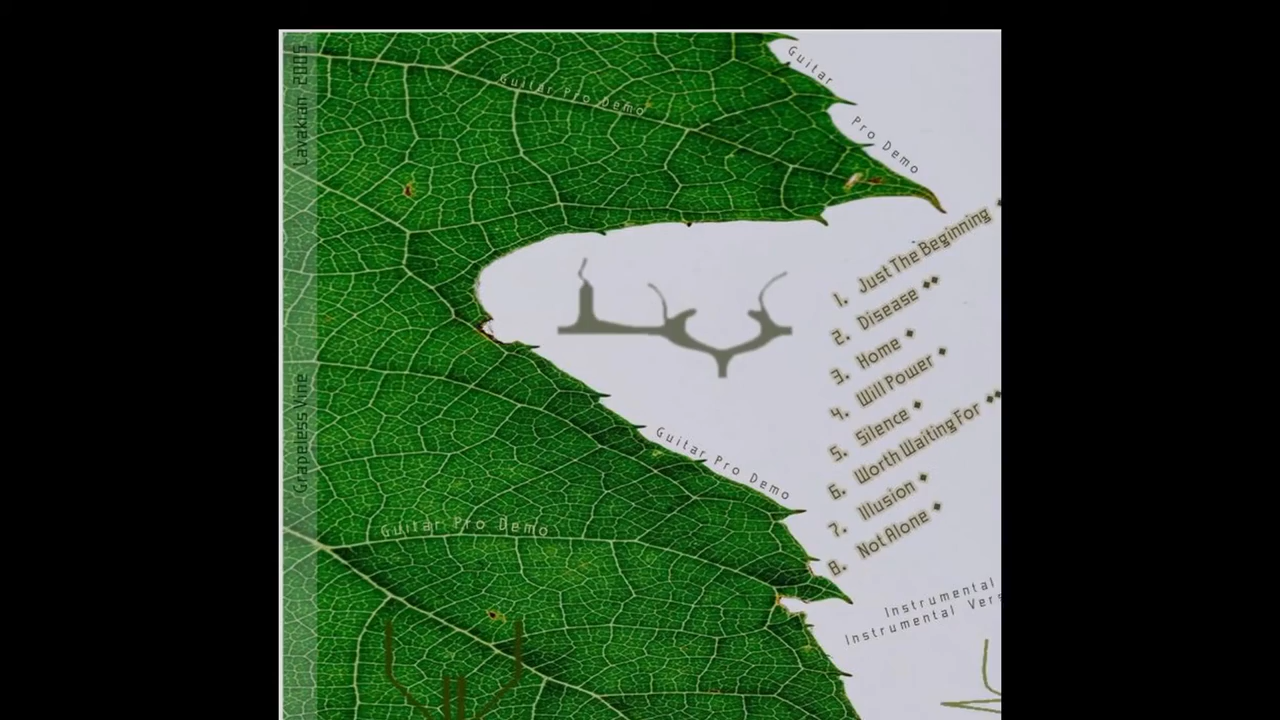 Lavakian 2005
Grapeless Vine
Guitar Pro Demo
Guitar
Pro Demo
1. Just The Beginning
2. Disease
3. Home
4. Will Power
5. Silence
6. Worth Waiting For
7. Illusion
8. Not Alone
Guitar Pro Demo
Guitar Pro Demo
Instrumental
Instrumental Vers